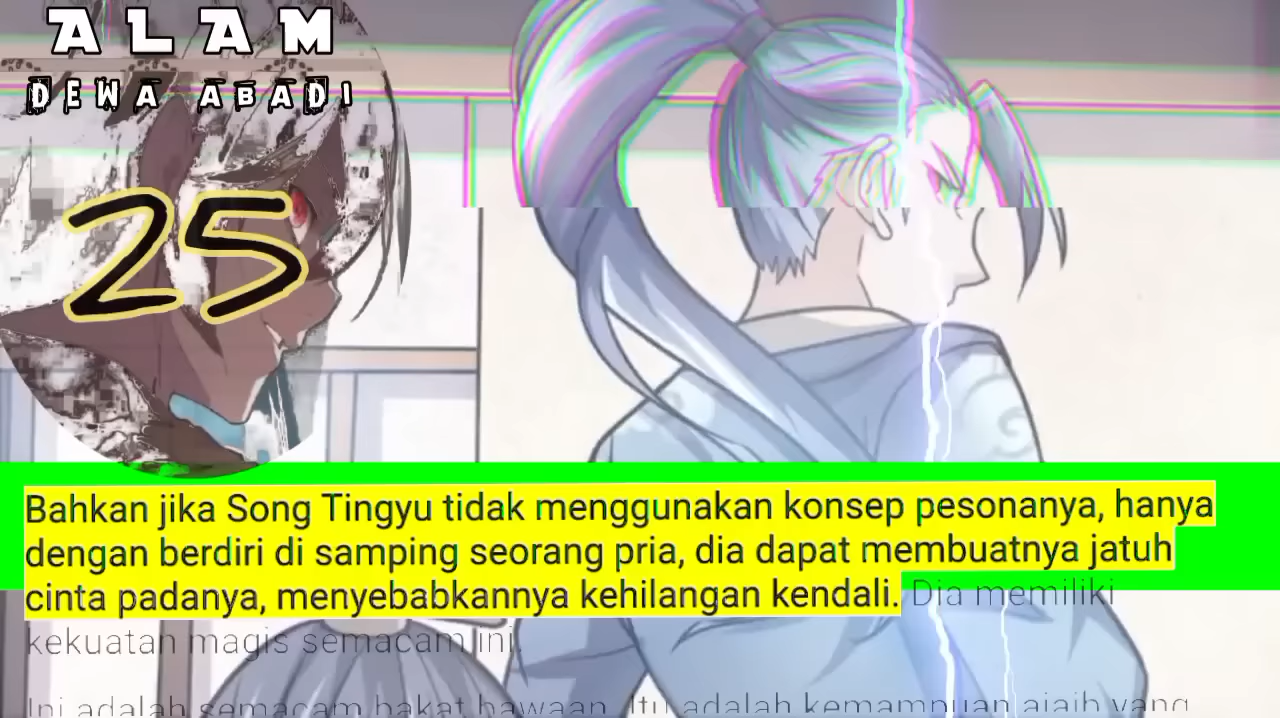 ALAM
DEWA ABADI
25
Bahkan jika Song Tingyu tidak menggunakan konsep pesonanya, hanya
dengan berdiri di samping seorang pria, dia dapat membuatnya jatuh
cinta padanya, menyebabkannya kehilangan kendali. Dia memiliki
kekuatan magis semacam ini.
Ini adalah semacam bakat bawaan. Itu adalah kemampuan ajaib yang